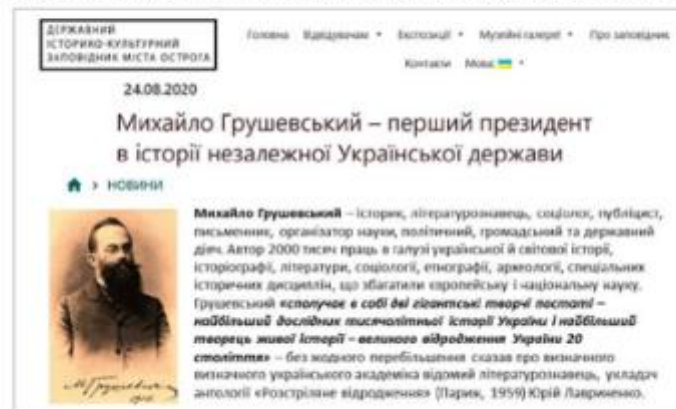 ДЕРЖАВНИЙ
ІСТОРИКО-КУЛЬТУРНИЙ
ЗАПОВІДНИК МІСТА ОСТРОГА
Головна Відвідувачам Експозиції Музейні галереї Про заповідник
Контакти Мова:
24.08.2020
Михайло Грушевський – перший президент
в історії незалежної Української держави
> НОВИНИ
Михайло Грушевський – історик, літературознавець, соціолог, публіцист,
письменник, організатор науки, політичний, громадський та державний
діяч. Автор 2000 тисяч праць в галузі української й світової історії,
історіографії, літератури, соціології, етнографії, археології, спеціальних
історичних дисциплін, що збагатили європейську і національну науку.
Грушевський «сполучає в собі дві гігантські творчі постаті –
найбільший дослідник тисячолітньої історії України і найбільший
творець живої історії – великого відродження України 20
століття» – без жодного перебільшення сказав про визначного
визначного українського академіка відомий літературознавець, укладач
антології «Розстріляне відродження» (Париж, 1959) Юрій Лавриненко.